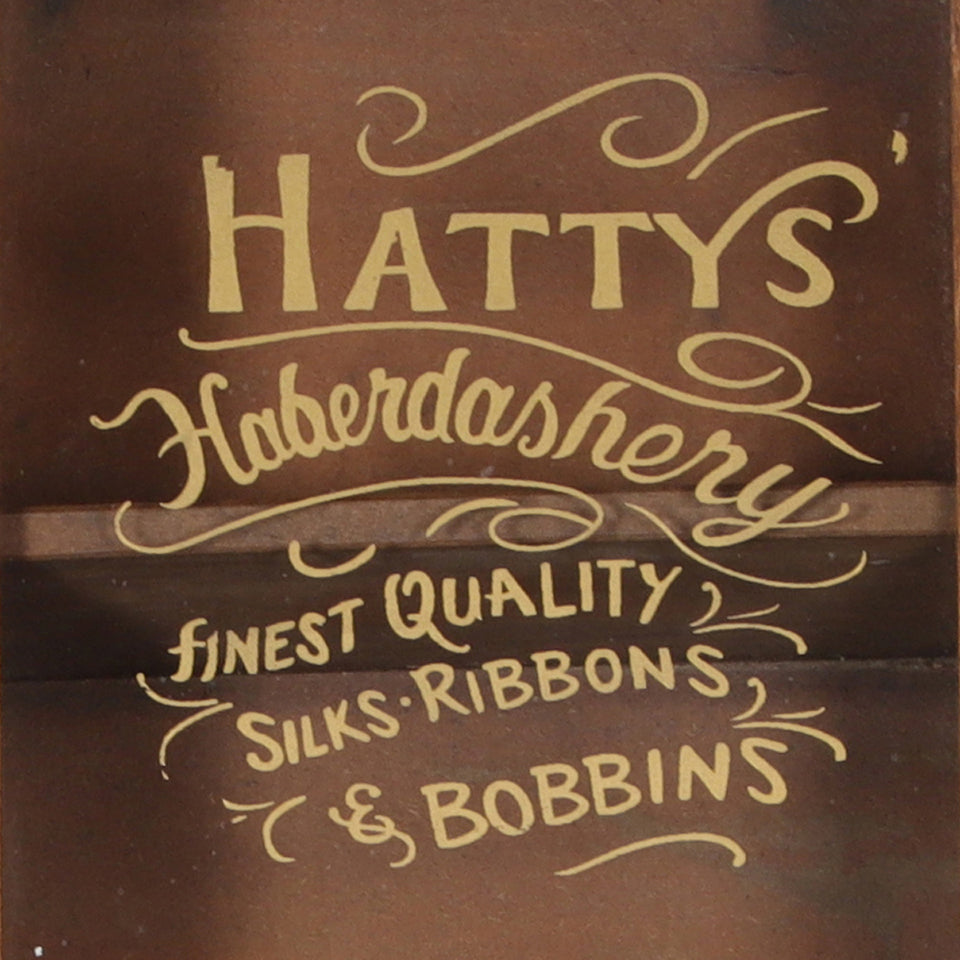 HATTYS'
Haberdashery
fINEST QUALITY
SILKS·RIBBONS
& BOBBINS